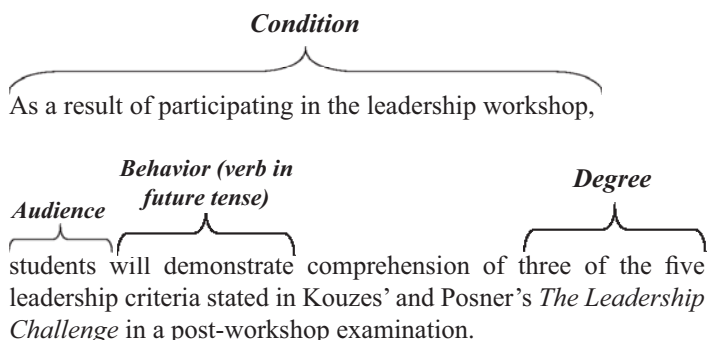 Condition
As a result of participating in the leadership workshop,
Behavior (verb in
future tense)
Degree
Audience
students will demonstrate comprehension of three of the five
leadership criteria stated in Kouzes’ and Posner’s The Leadership
Challenge in a post-workshop examination.